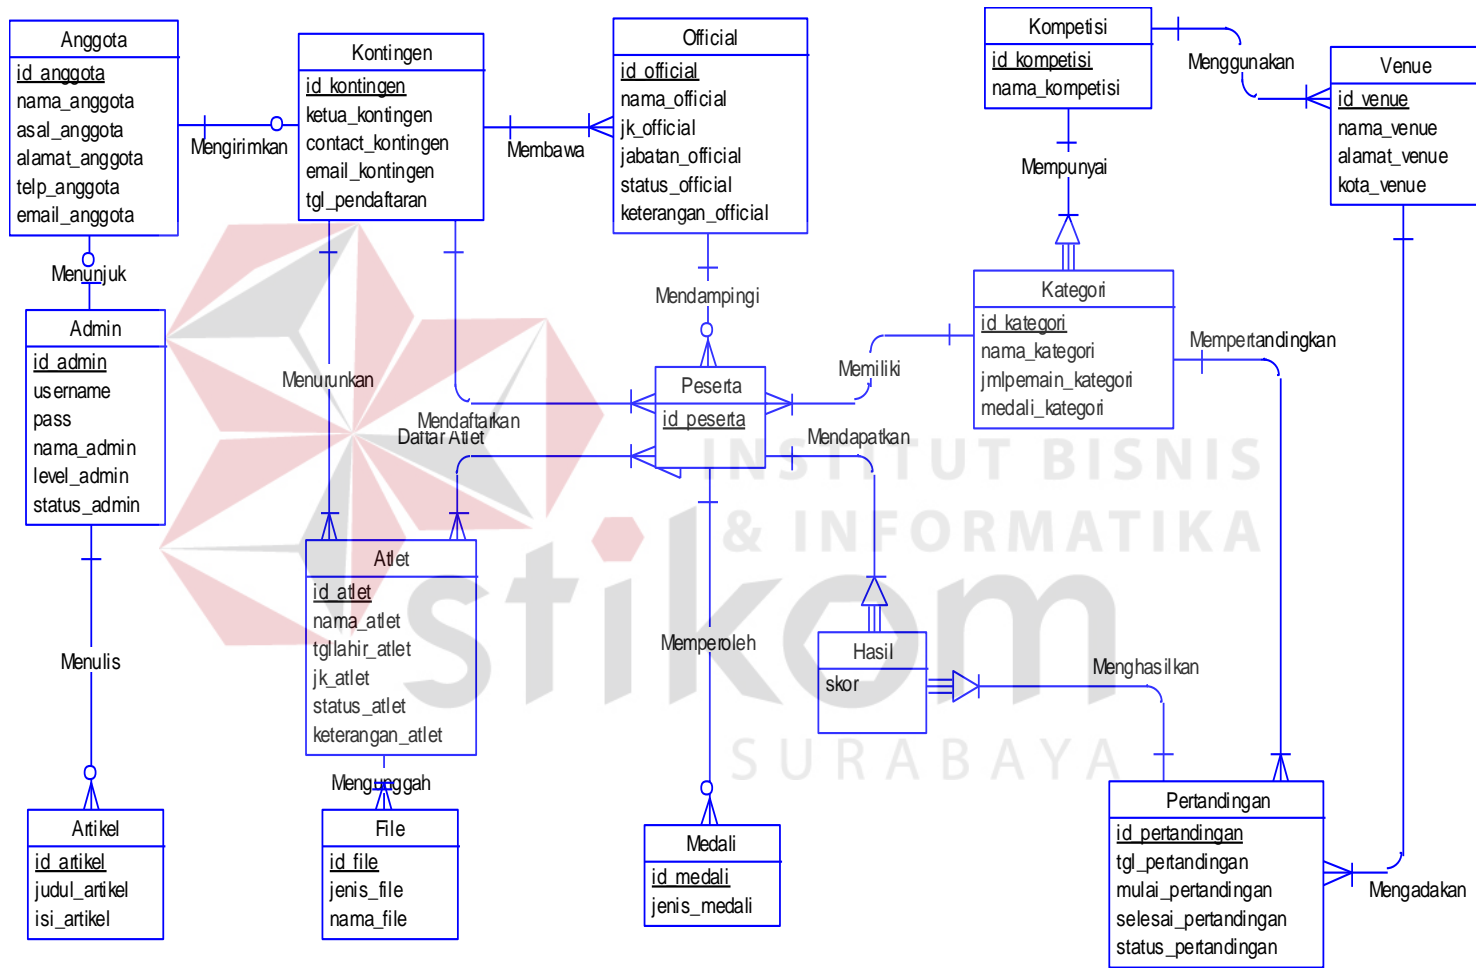 Anggota
id_anggota
nama_anggota
asal_anggota
alamat_anggota
telp_anggota
email_anggota
Mengirimkan
Kontingen
id_kontingen
ketua_kontingen
contact_kontingen
email_kontingen
tgl_pendaftaran
Membawa
Official
id_official
nama_official
jk_official
jabatan_official
status_official
keterangan_official
Kompetisi
id_kompetisi
nama_kompetisi
Menggunakan
Venue
id_venue
nama_venue
alamat_venue
kota_venue
Mempunyai
Menunjuk
Admin
id_admin
username
pass
nama_admin
level_admin
status_admin
Menurunkan
Mendaftarkan
Daftar Atlet
Mendampingi
Peserta
id_peserta
Memiliki
Kategori
id_kategori
nama_kategori
jmlpemain_kategori
medali_kategori
Mempertandingkan
Mendapatkan
INSTITUT BISNIS
& INFORMATIKA
stikom
SURABAYA
Atlet
id_atlet
nama_atlet
tgllahir_atlet
jk_atlet
status_atlet
keterangan_atlet
Menulis
Memperoleh
Hasil
skor
Menghasilkan
Mengunggah
Artikel
id_artikel
judul_artikel
isi_artikel
File
id_file
jenis_file
nama_file
Medali
id_medali
jenis_medali
Pertandingan
id_pertandingan
tgl_pertandingan
mulai_pertandingan
selesai_pertandingan
status_pertandingan
Mengadakan